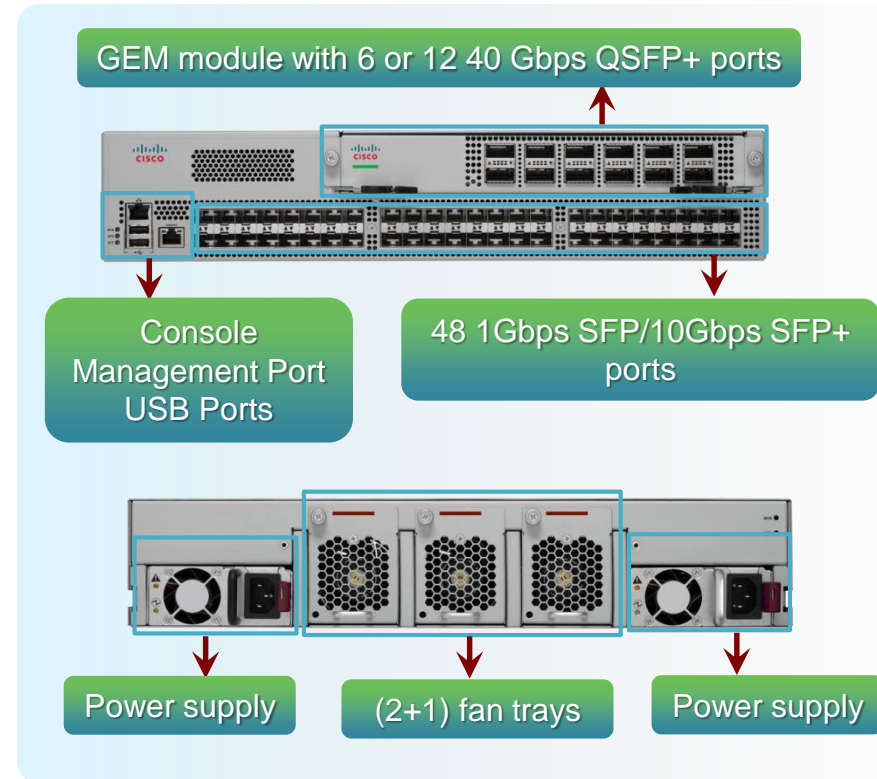 GEM module with 6 or 12 40 Gbps QSFP+ ports
CISCO
CISCO
Console
Management Port
USB Ports
48 1Gbps SFP/10Gbps SFP+
ports
Power supply
(2+1) fan trays
Power supply